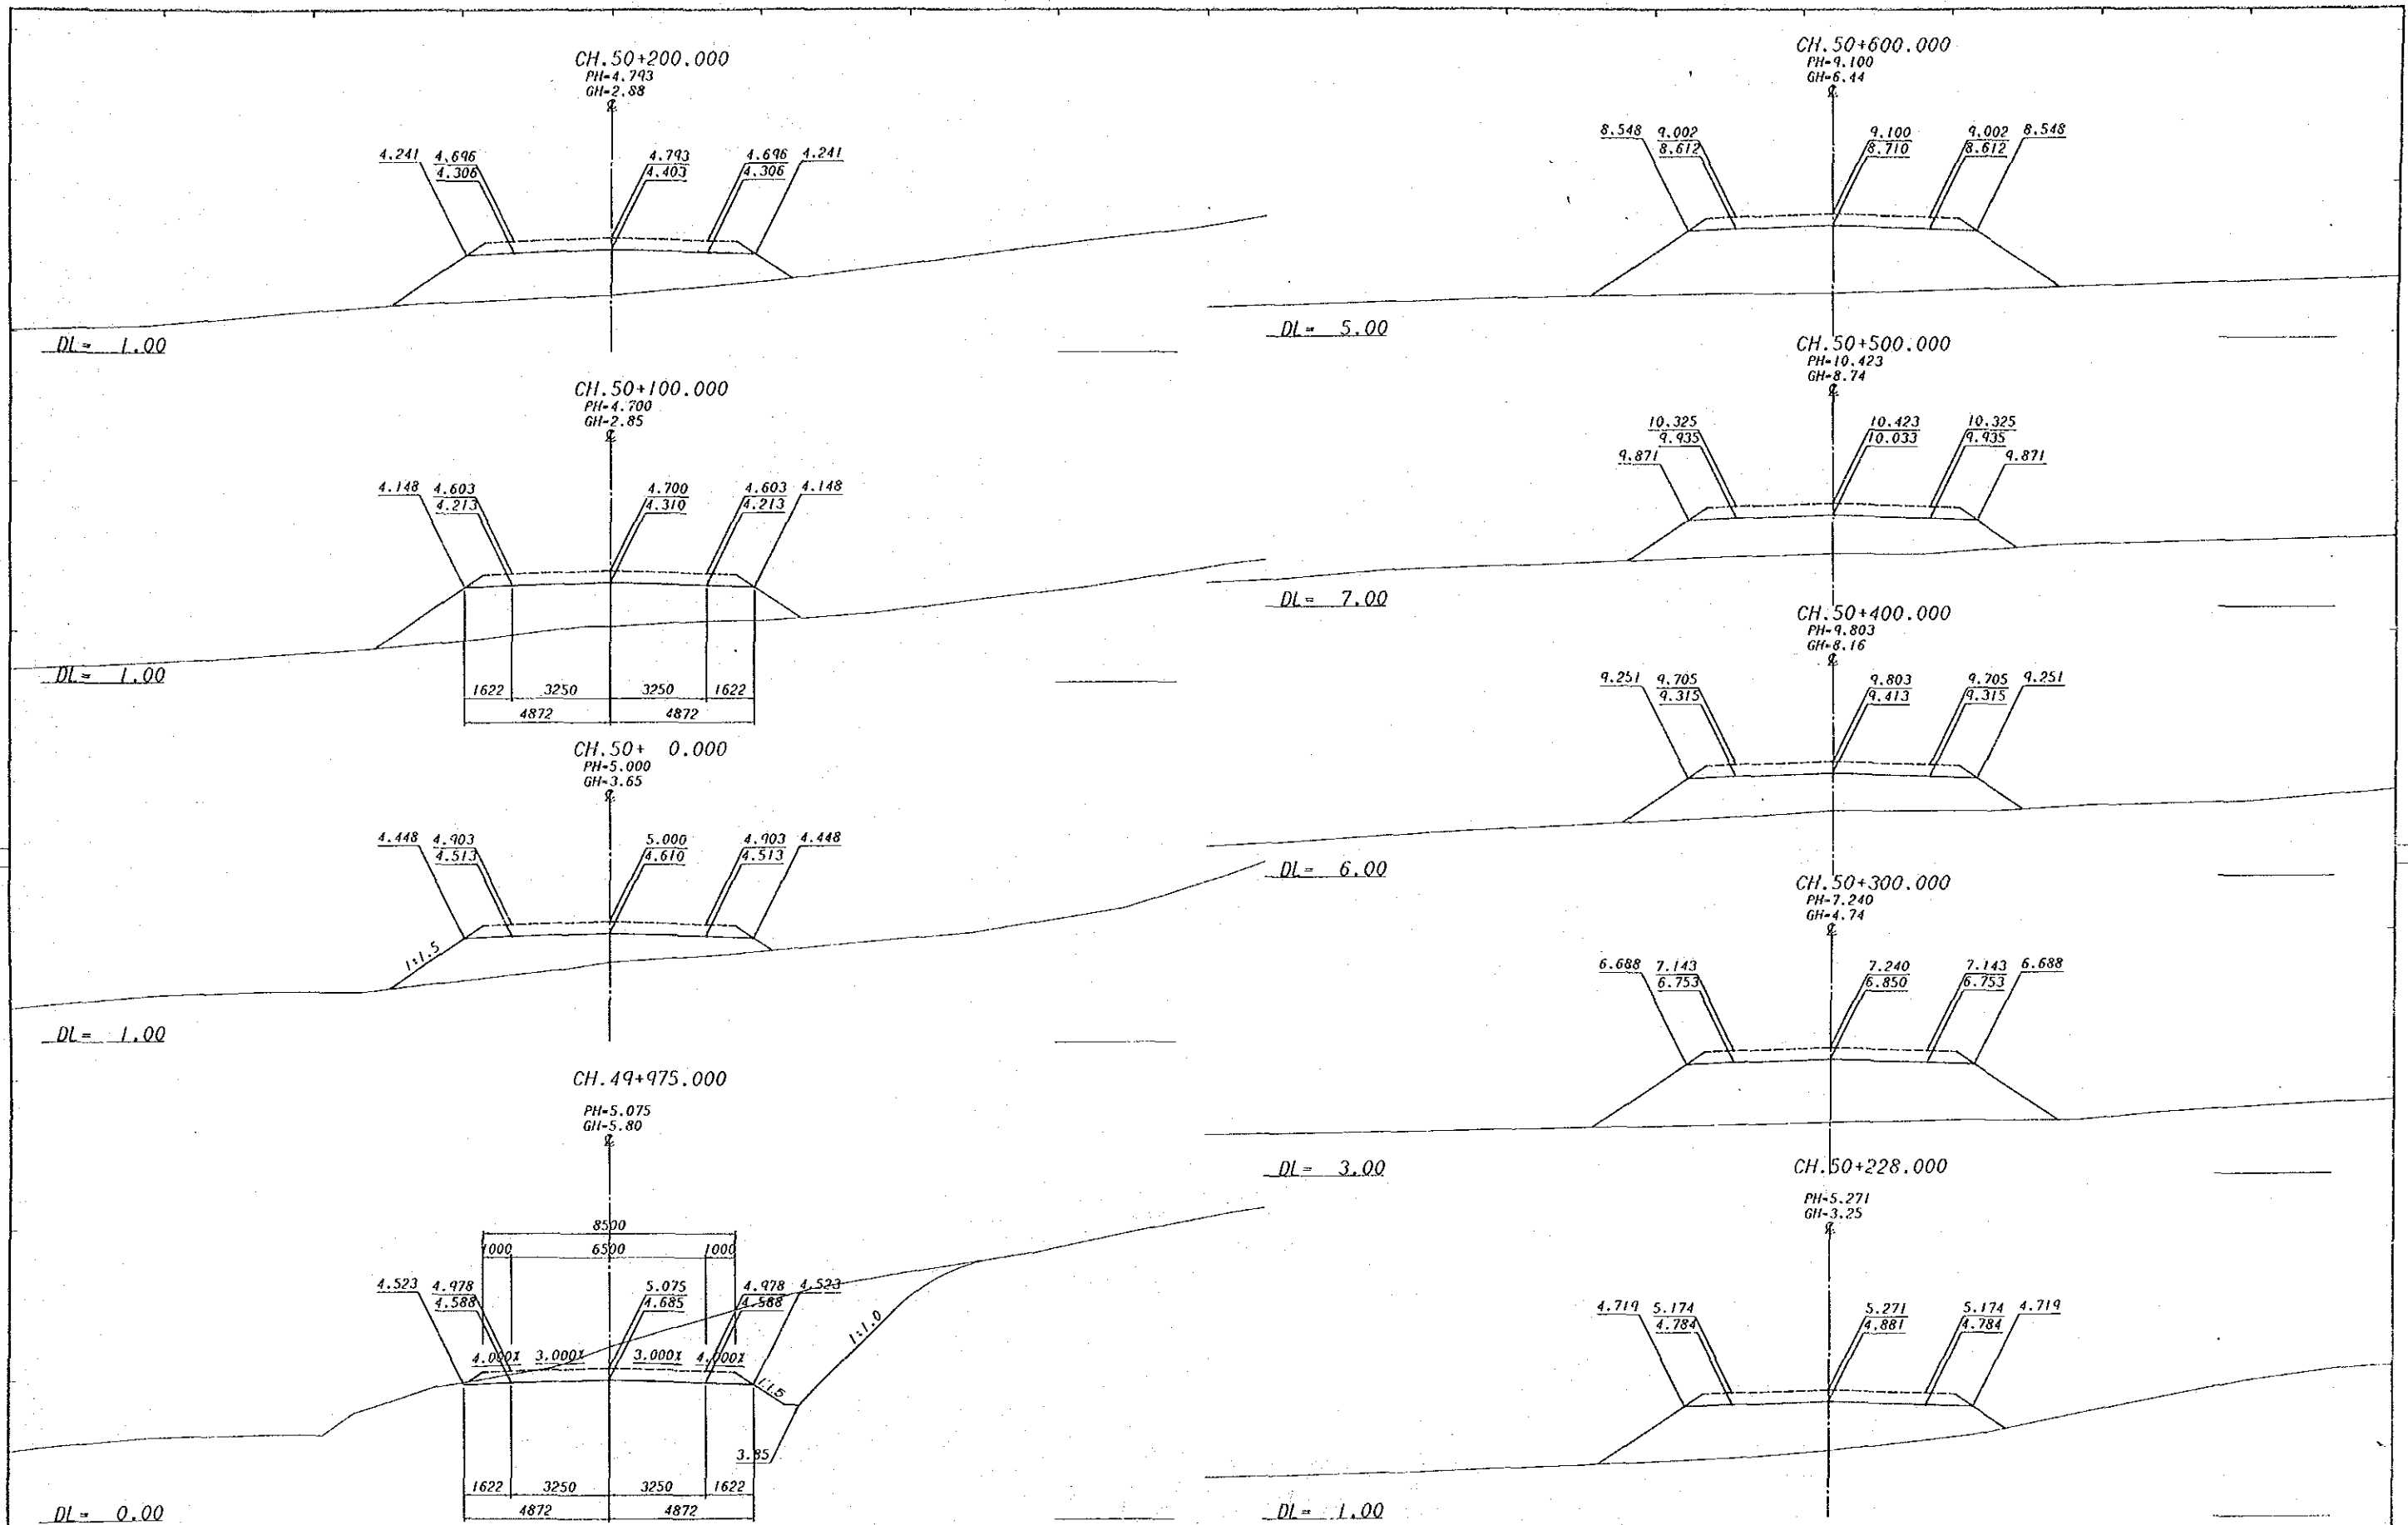 CH.50+200.000
PH=4.793
GH=2.88
4.241 4.696 4.793 4.696 4.241
4.306 4.403 4.306
DL= 1.00
CH.50+100.000
PH=4.700
GH=2.85
4.148 4.603 4.700 4.603 4.148
4.213 4.310 4.213
DL= 1.00
1622 3250 3250 1622
4872 4872
CH.50+ 0.000
PH=5.000
GH=3.65
4.448 4.903 5.000 4.903 4.448
4.513 4.610 4.513
1:1.5
DL= 1.00
CH.49+975.000
PH=5.075
GH=5.80
8500
1000 6500 1000
4.523 4.978 5.075 4.978 4.523
4.588 4.685 4.588
1:1.0
4.000% 3.000% 3.000% 4.000%
1:1.5
3.85
1622 3250 3250 1622
4872 4872
DL= 0.00
CH.50+600.000
PH=9.100
GH=6.44
8.548 9.002 9.100 9.002 8.548
8.612 8.710 8.612
DL= 5.00
CH.50+500.000
PH=10.423
GH=8.74
10.325 10.423 10.325
9.935 10.033 9.935
9.871 9.871
DL= 7.00
CH.50+400.000
PH=9.803
GH=8.16
9.251 9.705 9.803 9.705 9.251
9.315 9.413 9.315
DL= 6.00
CH.50+300.000
PH=7.240
GH=4.74
6.688 7.143 7.240 7.143 6.688
6.753 6.850 6.753
DL= 3.00
CH.50+228.000
PH=5.271
GH=3.25
4.719 5.174 5.271 5.174 4.719
4.784 4.881 4.784
DL= 1.00